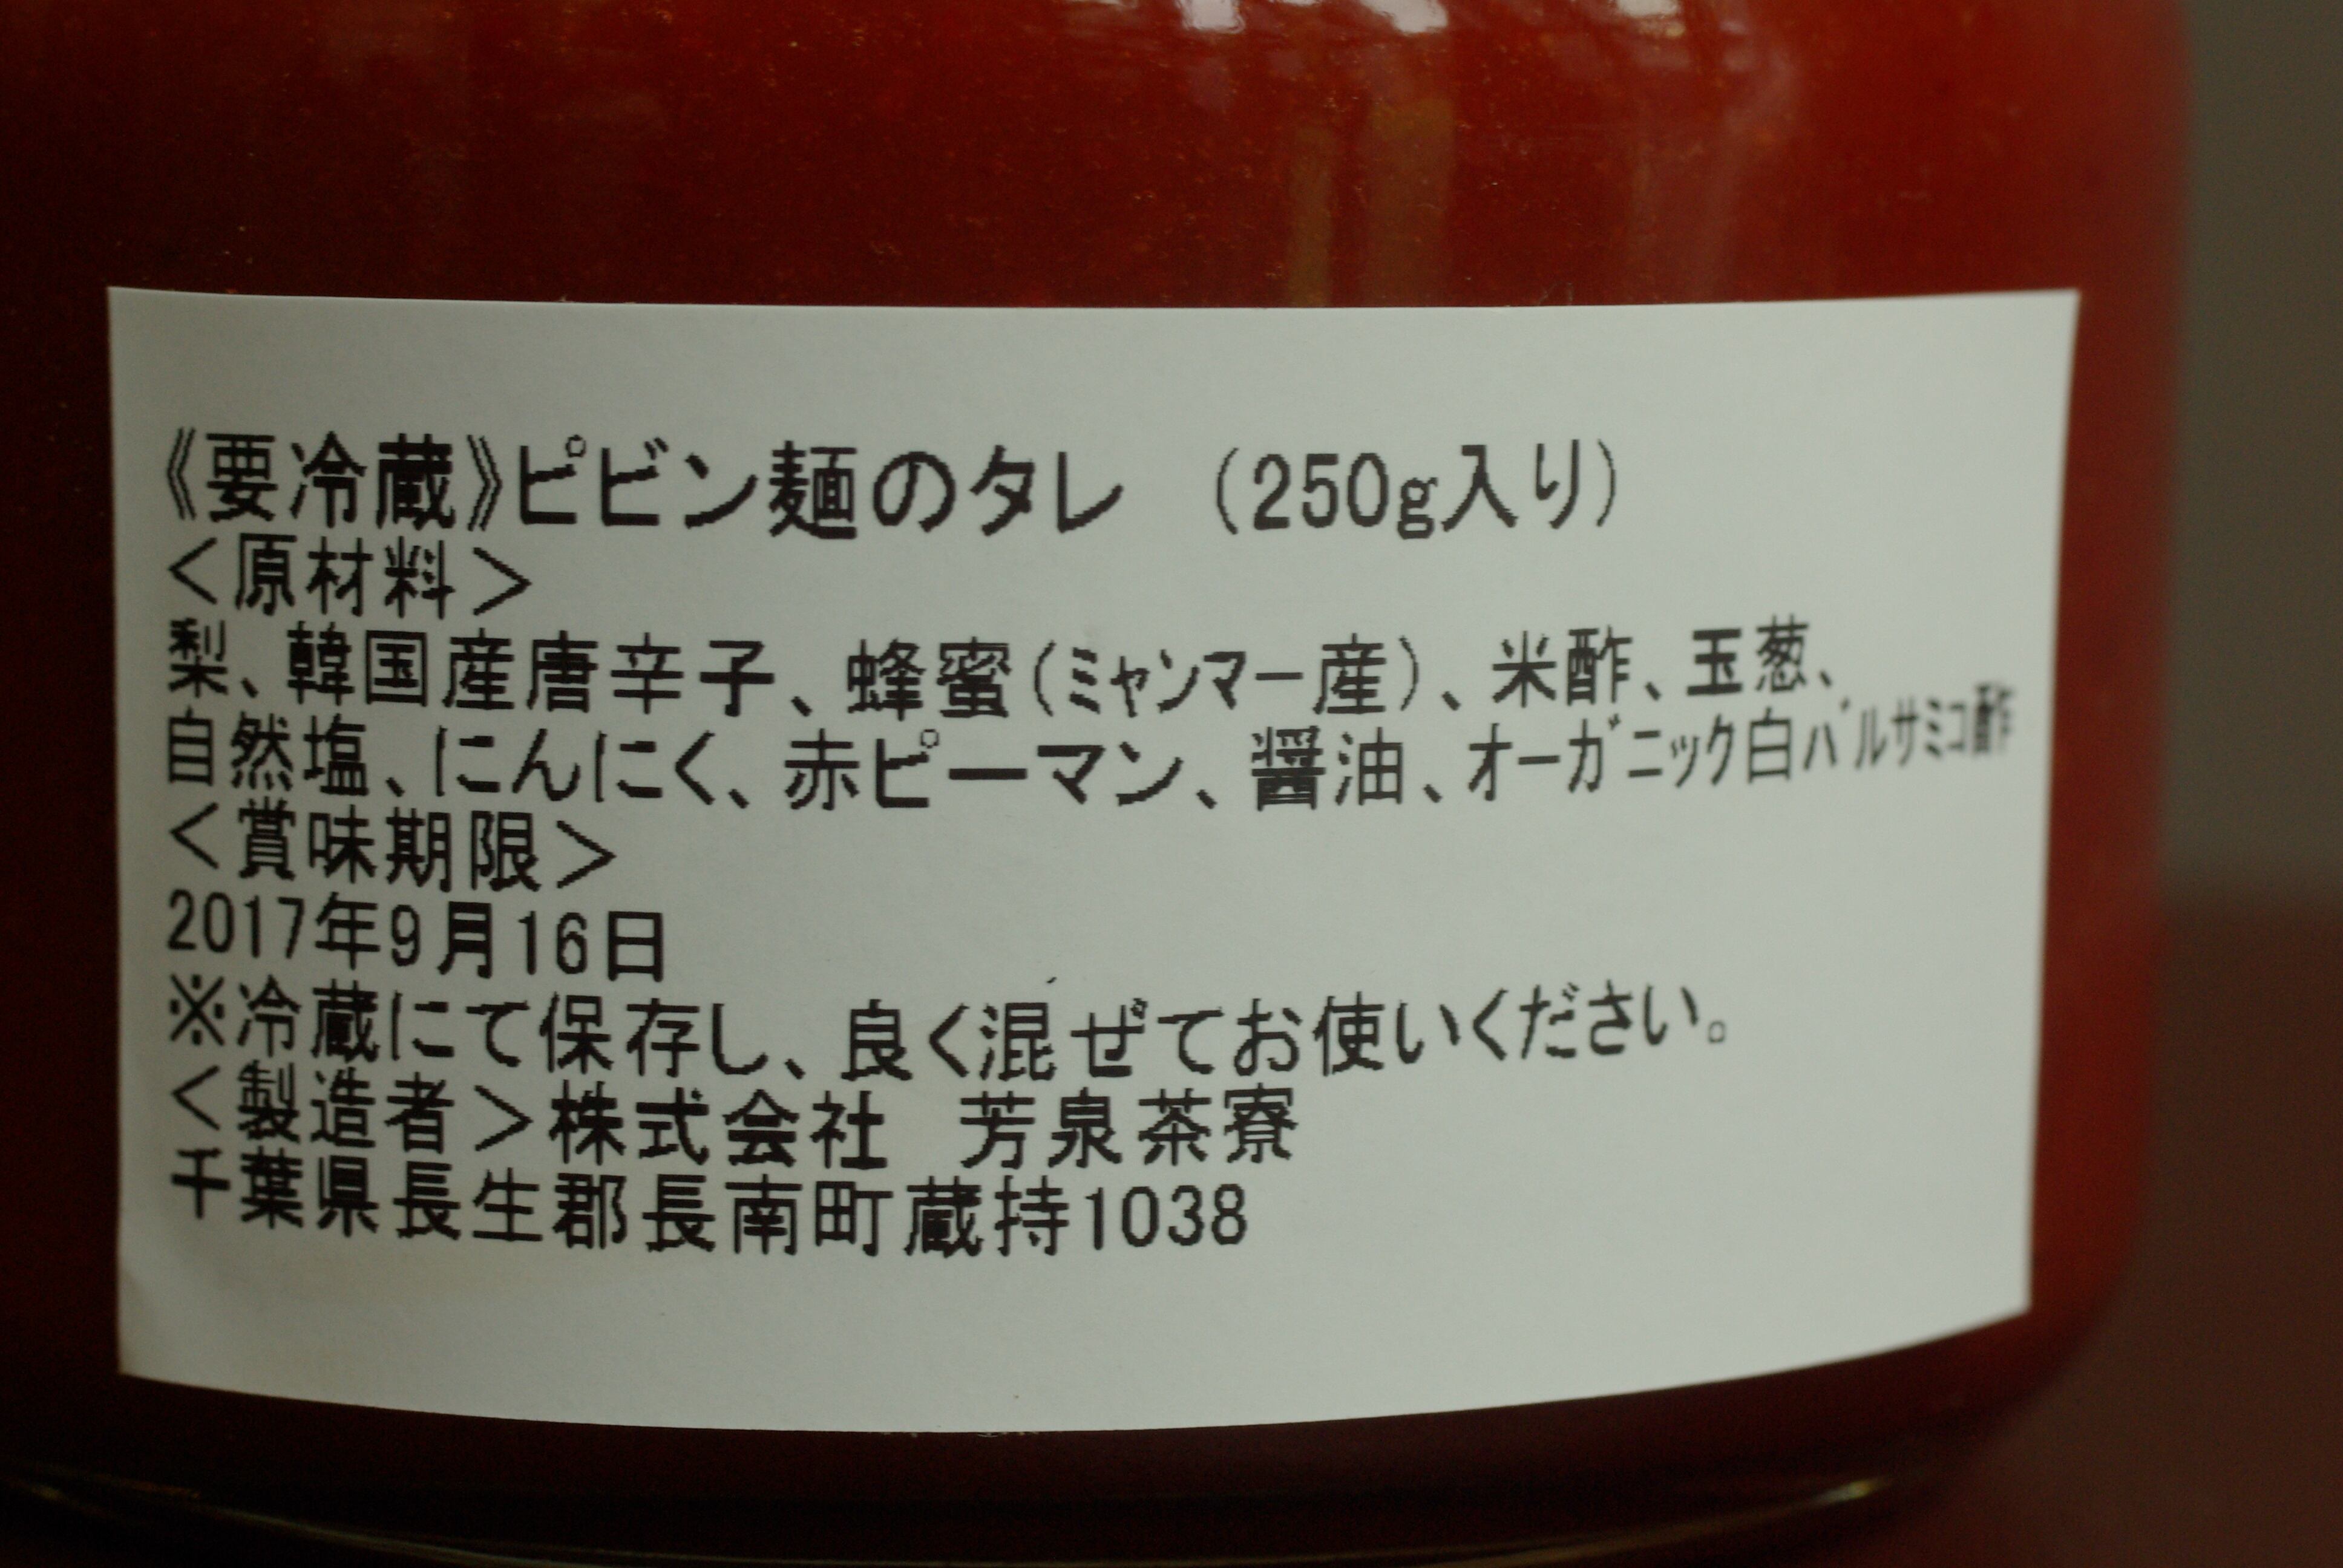 《要冷蔵》ピビン麺のタレ （250g入り）
＜原材料＞
梨、韓国産唐辛子、蜂蜜(ミャンマー産)、米酢、玉葱、
自然塩、にんにく、赤ピーマン、醤油、オーガニック白バルサミコ酢
＜賞味期限＞
2017年9月16日
※冷蔵にて保存し、良く混ぜてお使いください。
＜製造者＞株式会社 芳泉茶寮
千葉県長生郡長南町蔵持1038